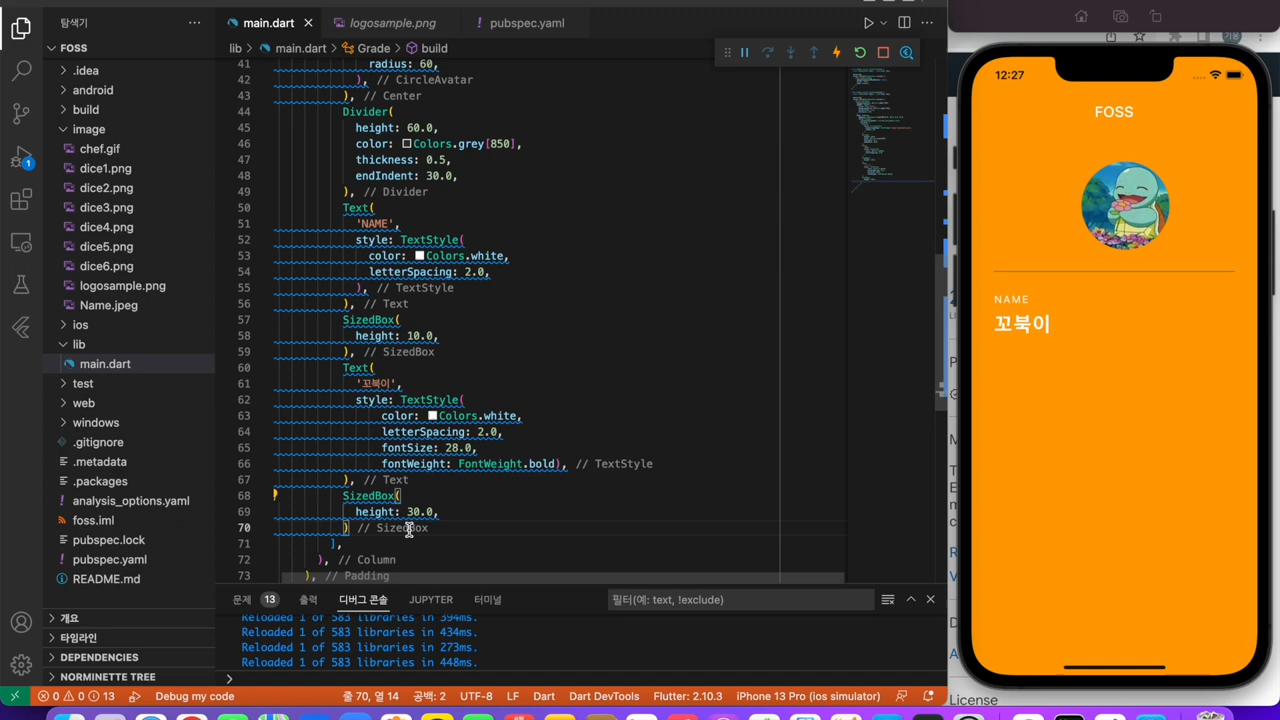 탐색기
main.dart
logosample.png
pubspec.yaml
FOSS
lib > main.dart > Grade > build
.idea
android
build
image
chef.gif
dice1.png
dice2.png
dice3.png
dice4.png
dice5.png
dice6.png
logosample.png
Name.jpeg
ios
lib
main.dart
test
web
windows
.gitignore
.metadata
.packages
analysis_options.yaml
foss.iml
pubspec.lock
pubspec.yaml
README.md
개요
타임라인
DEPENDENCIES
NORMINETTE TREE
1
41 radius: 60,
42 ), // CircleAvatar
43 ), // Center
44 Divider(
45 height: 60.0,
46 color: Colors.grey[850],
47 thickness: 0.5,
48 endIndent: 30.0,
49 ), // Divider
50 Text(
51 'NAME',
52 style: TextStyle(
53 color: Colors.white,
54 letterSpacing: 2.0,
55 ), // TextStyle
56 ), // Text
57 SizedBox(
58 height: 10.0,
59 ), // SizedBox
60 Text(
61 '꼬북이',
62 style: TextStyle(
63 color: Colors.white,
64 letterSpacing: 2.0,
65 fontSize: 28.0,
66 fontWeight: FontWeight.bold), // TextStyle
67 ), // Text
68 SizedBox(
69 height: 30.0,
70 ) // SizedBox
71 ],
72 ), // Column
73 ), // Padding
문제 13 출력 디버그 콘솔 JUPYTER 터미널
필터(예: text, !exclude)
Reloaded 1 of 583 libraries in 394ms.
Reloaded 1 of 583 libraries in 434ms.
Reloaded 1 of 583 libraries in 273ms.
Reloaded 1 of 583 libraries in 448ms.
0 0 13 Debug my code
줄 70, 열 14 공백: 2 UTF-8 LF Dart Dart DevTools Flutter: 2.10.3 iPhone 13 Pro (ios simulator)
12:27
FOSS
NAME
꼬북이
License